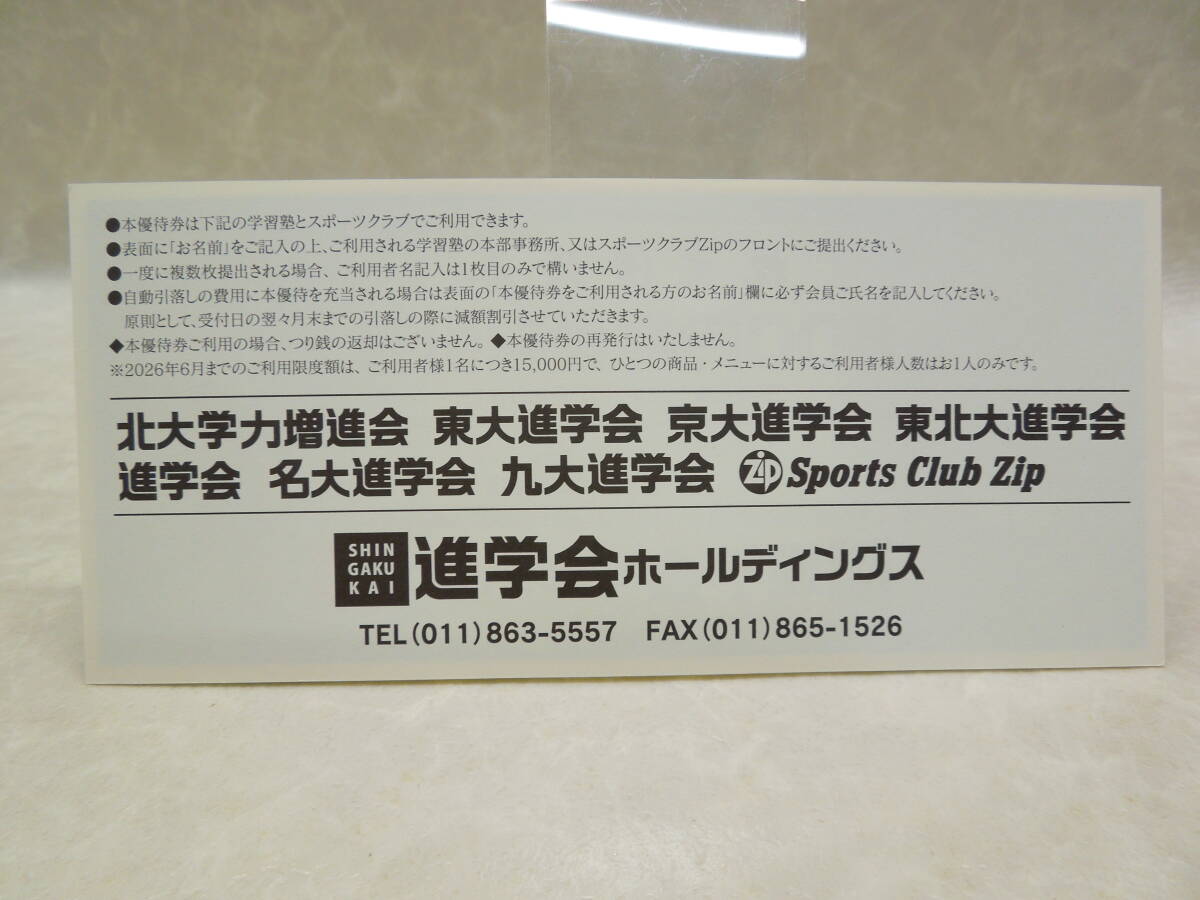 ●本優待券は下記の学習塾とスポーツクラブでご利用できます。
●表面に「お名前」をご記入の上、ご利用される学習塾の本部事務所、又はスポーツクラブZipのフロントにご提出ください。
●一度に複数枚提出される場合、ご利用者名記入は1枚目のみで構いません。
●自動引落しの費用に本優待を充当される場合は表面の「本優待券をご利用される方のお名前」欄に必ず会員ご氏名を記入してください。
原則として、受付日の翌々月末までの引落しの際に減額割引させていただきます。
◆本優待券ご利用の場合、つり銭の返却はございません。◆本優待券の再発行はいたしません。
※2026年6月までのご利用限度額は、ご利用者様1名につき15,000円で、ひとつの商品・メニューに対するご利用者様人数はお1人のみです。
北大学力増進会 東大進学会 京大進学会 東北大進学会
進学会 名大進学会 九大進学会 Zip Sports Club Zip
SHIN
GAKU
KAI
進学会ホールディングス
TEL(011)863-5557 FAX(011)865-1526